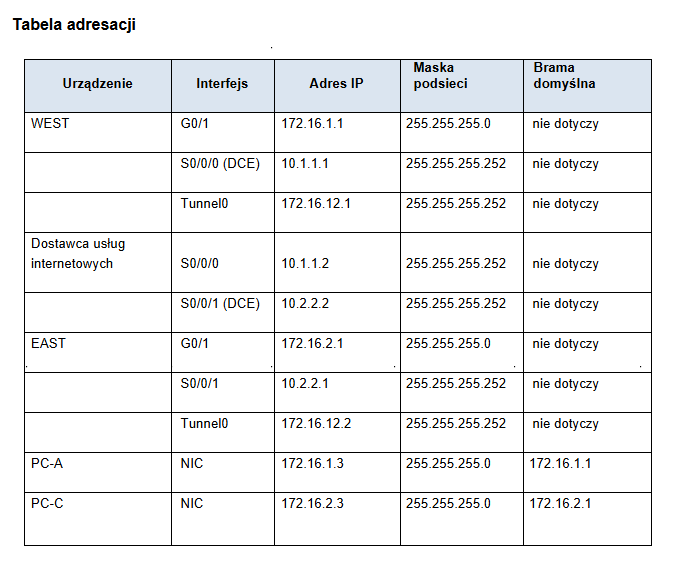 Tabela adresacji
Urządzenie Interfejs Adres IP Maska podsieci Brama domyślna
WEST G0/1 172.16.1.1 255.255.255.0 nie dotyczy
S0/0/0 (DCE) 10.1.1.1 255.255.255.252 nie dotyczy
Tunnel0 172.16.12.1 255.255.255.252 nie dotyczy
Dostawca usług
internetowych S0/0/0 10.1.1.2 255.255.255.252 nie dotyczy
S0/0/1 (DCE) 10.2.2.2 255.255.255.252 nie dotyczy
EAST G0/1 172.16.2.1 255.255.255.0 nie dotyczy
S0/0/1 10.2.2.1 255.255.255.252 nie dotyczy
Tunnel0 172.16.12.2 255.255.255.252 nie dotyczy
PC-A NIC 172.16.1.3 255.255.255.0 172.16.1.1
PC-C NIC 172.16.2.3 255.255.255.0 172.16.2.1